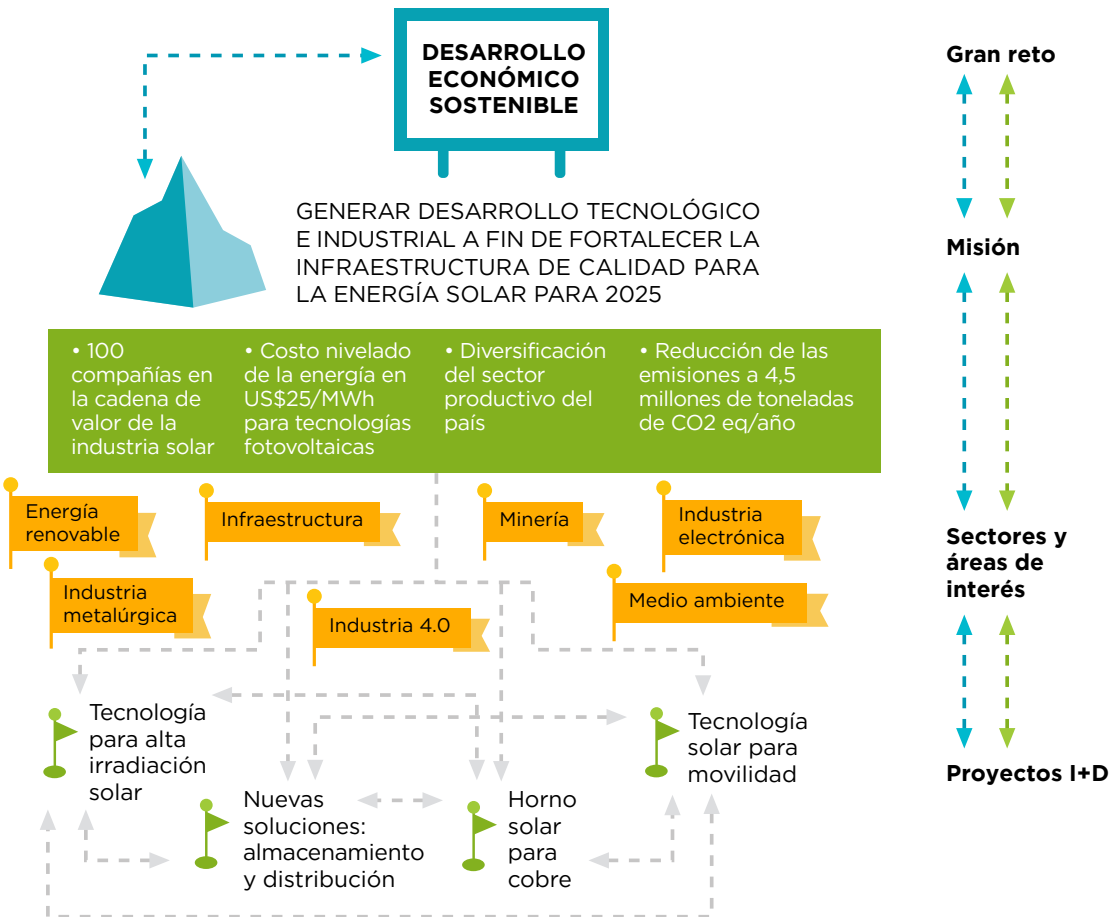 DESARROLLO
ECONÓMICO
SOSTENIBLE
Gran reto
GENERAR DESARROLLO TECNOLÓGICO
E INDUSTRIAL A FIN DE FORTALECER LA
INFRAESTRUCTURA DE CALIDAD PARA
LA ENERGÍA SOLAR PARA 2025
Misión
• 100
compañías en
la cadena de
valor de la
industria solar
• Costo nivelado
de la energía en
US$25/MWh
para tecnologías
fotovoltaicas
• Diversificación
del sector
productivo del
país
• Reducción de las
emisiones a 4,5
millones de toneladas
de CO2 eq/año
Energía
renovable
Infraestructura
Minería
Industria
electrónica
Sectores y
áreas de
interés
Industria
metalúrgica
Industria 4.0
Medio ambiente
Tecnología
para alta
irradiación
solar
Nuevas
soluciones:
almacenamiento
y distribución
Horno
solar
para
cobre
Tecnología
solar para
movilidad
Proyectos I+D